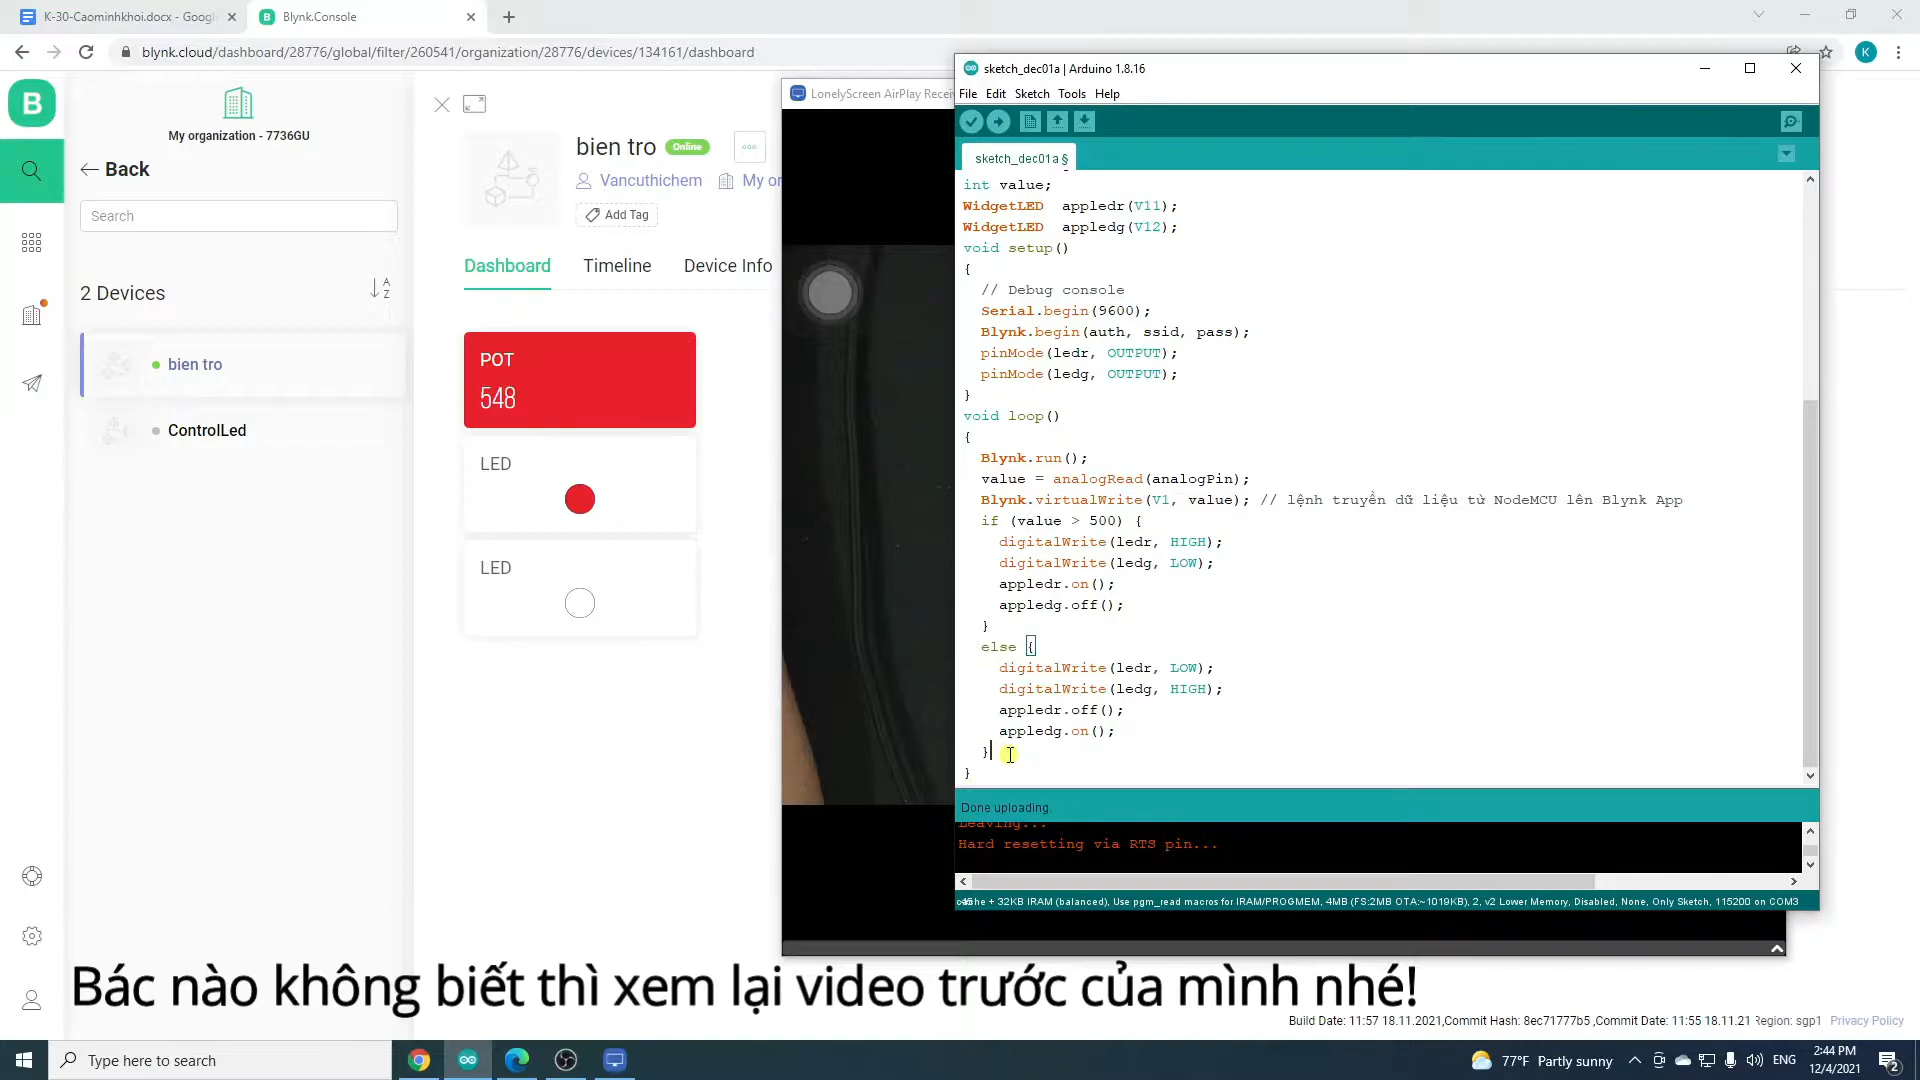 K-30-Caominhkhoi.docx - Googl
Blynk.Console
blynk.cloud/dashboard/28776/global/filter/260541/organization/28776/devices/134161/dashboard
K
B
My organization - 7736GU
Back
Search
2 Devices
A
Z
bien tro
ControlLed
bien tro
Online
Vancuthichem
My or
Add Tag
Dashboard
Timeline
Device Info
POT
548
LED
LED
LonelyScreen AirPlay Recei
sketch_dec01a | Arduino 1.8.16
File Edit Sketch Tools Help
sketch_dec01a §
int value;
WidgetLED  appledr(V11);
WidgetLED  appledg(V12);
void setup()
{
// Debug console
Serial.begin(9600);
Blynk.begin(auth, ssid, pass);
pinMode(ledr, OUTPUT);
pinMode(ledg, OUTPUT);
}
void loop()
{
Blynk.run();
value = analogRead(analogPin);
Blynk.virtualWrite(V1, value); // lệnh truyền dữ liệu từ NodeMCU lên Blynk App
if (value > 500) {
digitalWrite(ledr, HIGH);
digitalWrite(ledg, LOW);
appledr.on();
appledg.off();
}
else {
digitalWrite(ledr, LOW);
digitalWrite(ledg, HIGH);
appledr.off();
appledg.on();
}
}
Done uploading.
Leaving...
Hard resetting via RTS pin...
che + 32KB IRAM (balanced), Use pgm_read macros for IRAM/PROGMEM, 4MB (FS:2MB OTA:~1019KB), 2, v2 Lower Memory, Disabled, None, Only Sketch, 115200 on COM3
Bác nào không biết thì xem lại video trước của mình nhé!
Build Date: 11:57 18.11.2021,Commit Hash: 8ec71777b5 ,Commit Date: 11:55 18.11.21 Region: sgp1 Privacy Policy
Type here to search
77°F Partly sunny
ENG
2:44 PM
12/4/2021
2